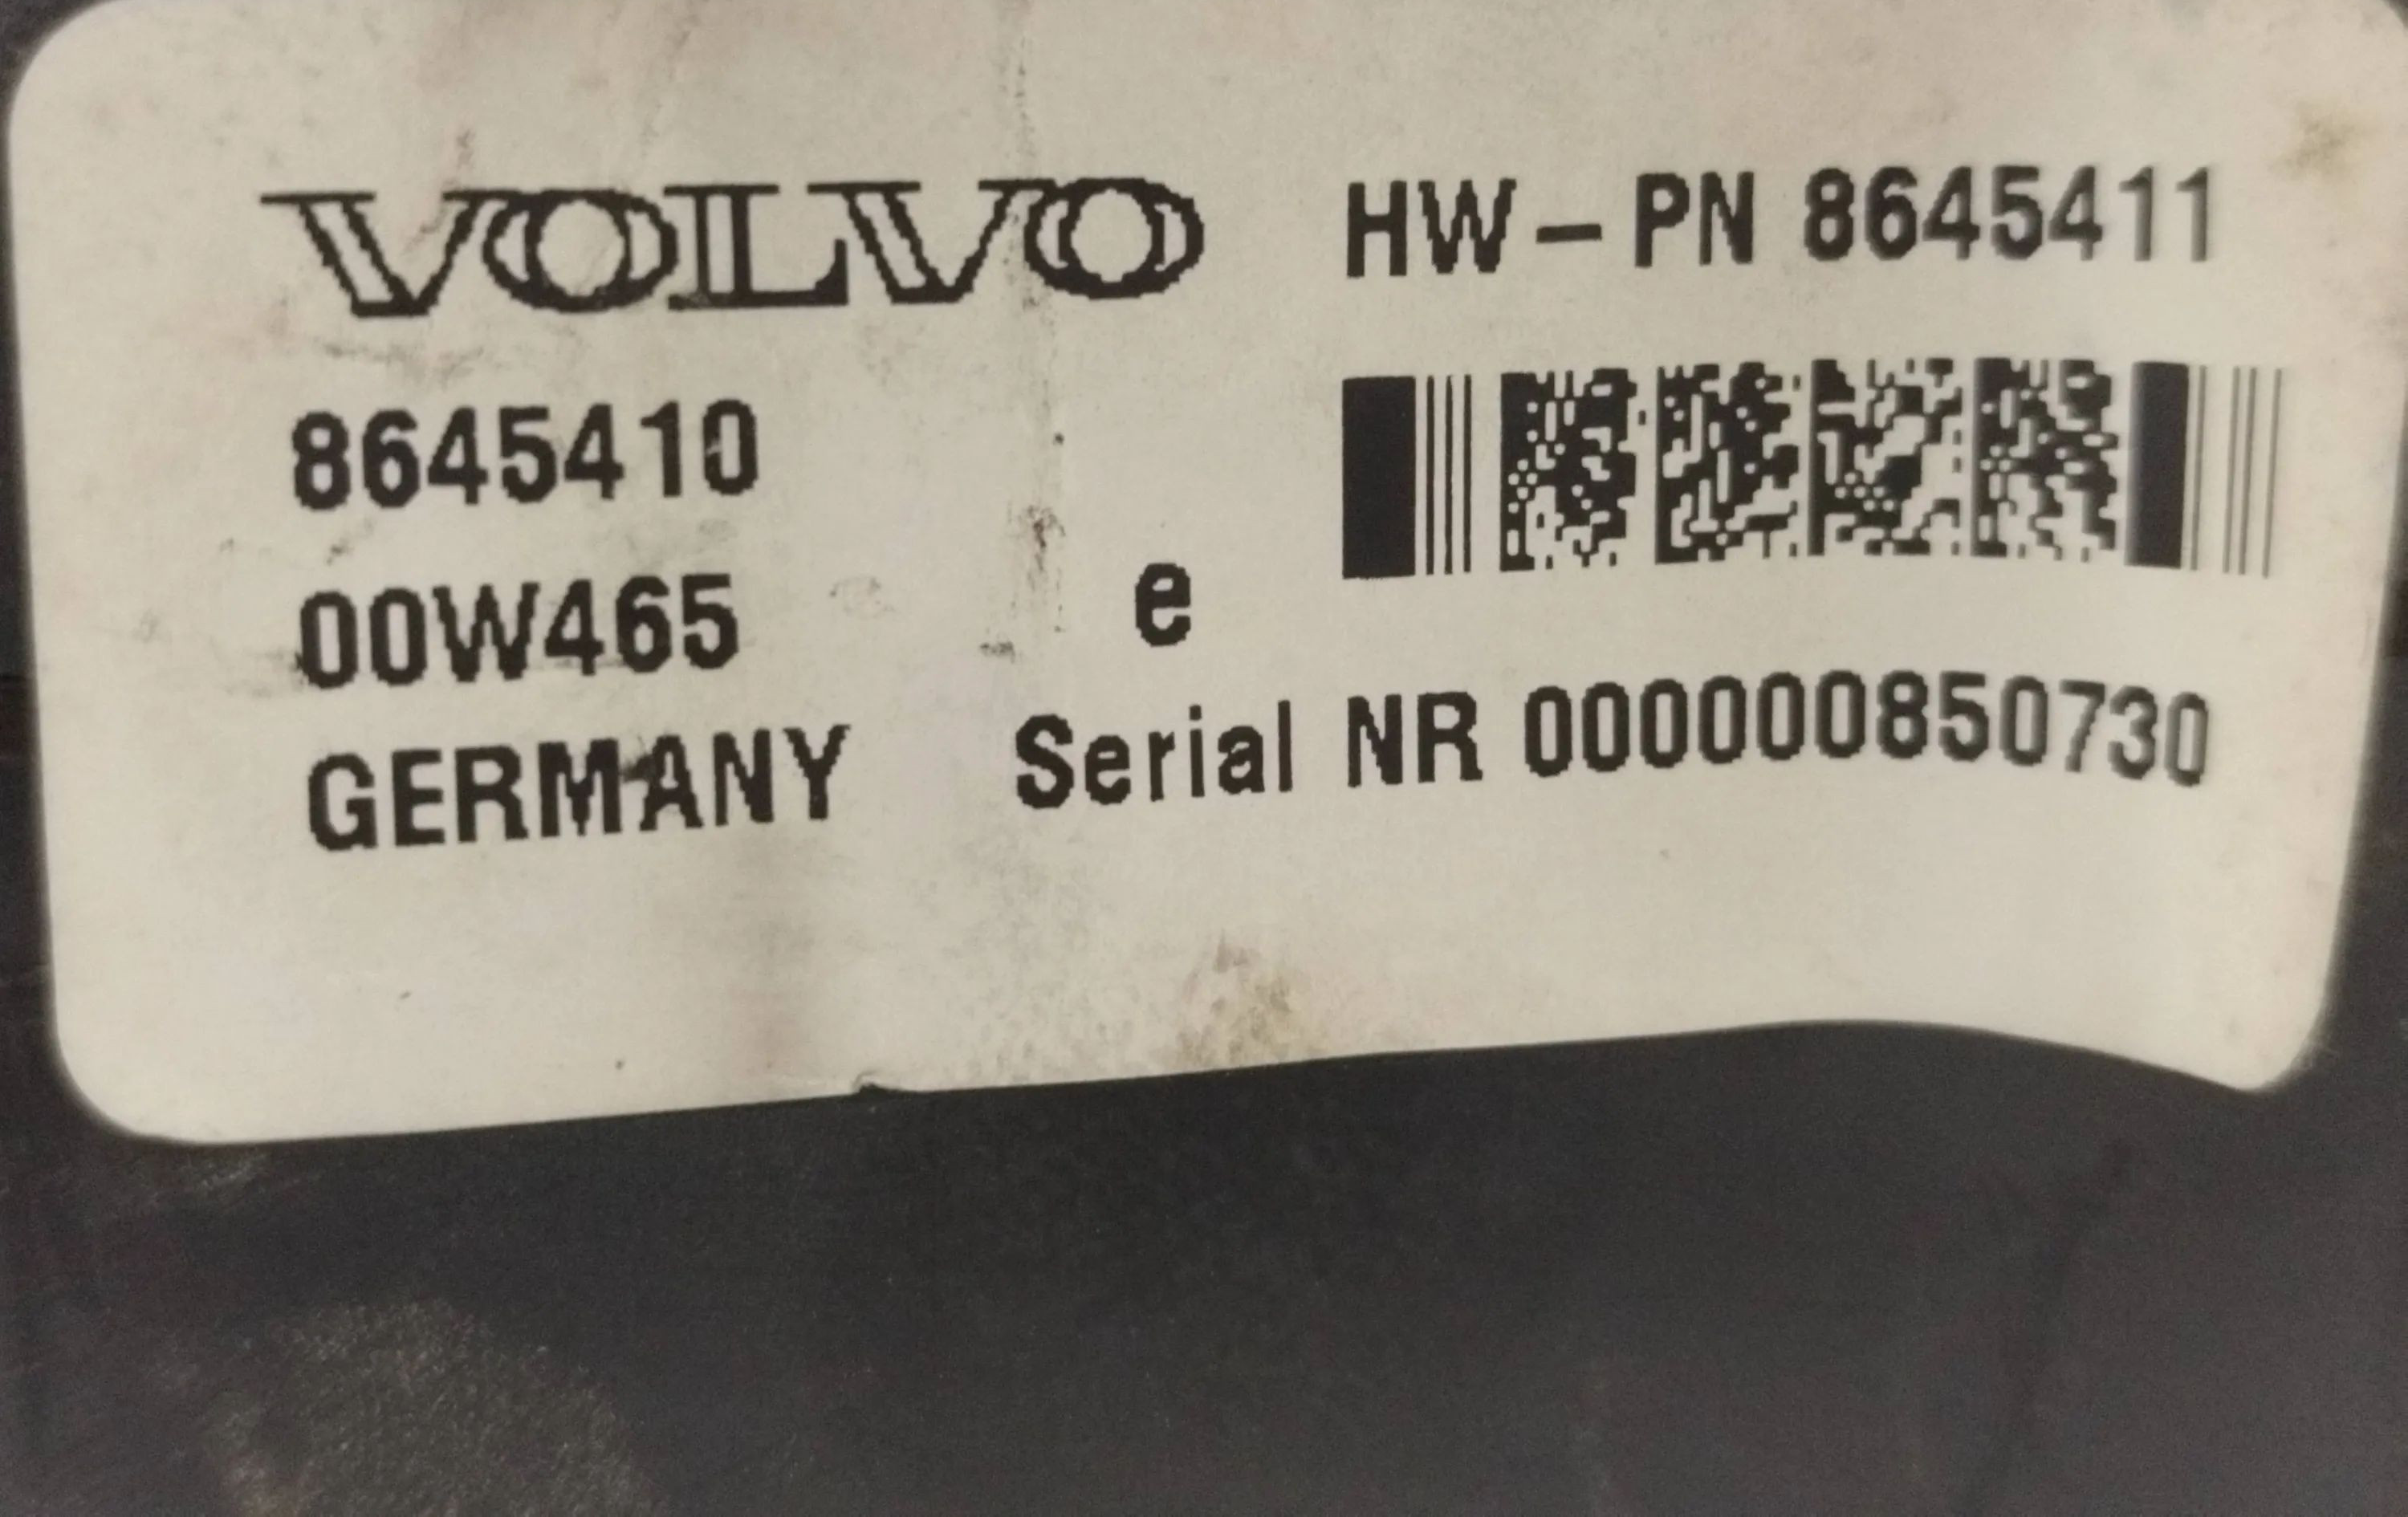 VOLVO
HW-PN 8645411
8645410
00W465
e
GERMANY
Serial NR 000000850730